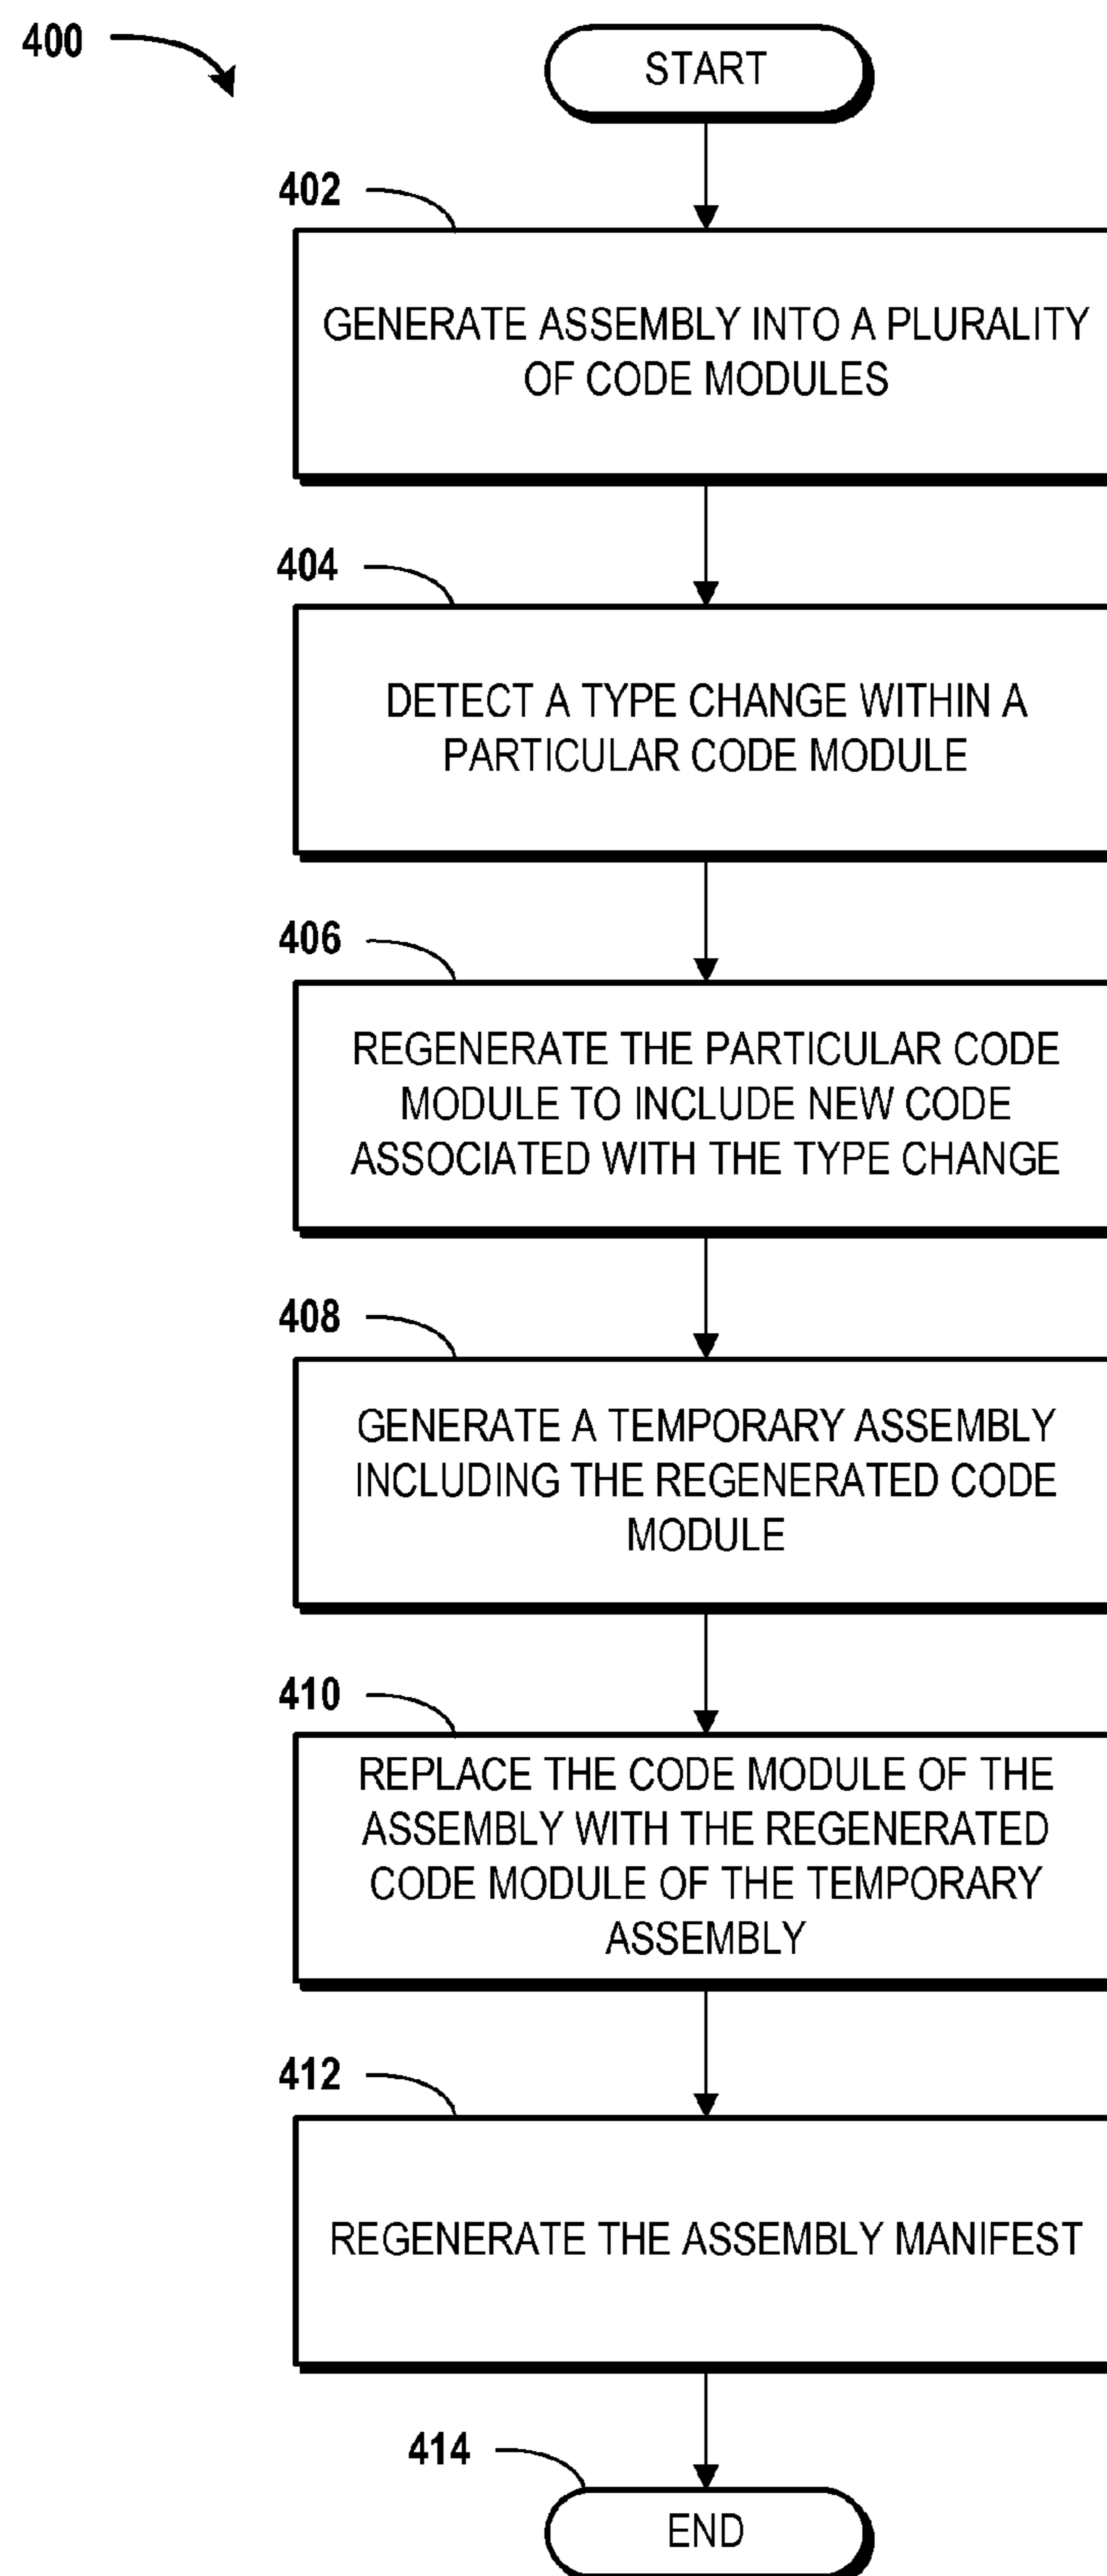 400
START
402
GENERATE ASSEMBLY INTO A PLURALITY
OF CODE MODULES
404
DETECT A TYPE CHANGE WITHIN A
PARTICULAR CODE MODULE
406
REGENERATE THE PARTICULAR CODE
MODULE TO INCLUDE NEW CODE
ASSOCIATED WITH THE TYPE CHANGE
408
GENERATE A TEMPORARY ASSEMBLY
INCLUDING THE REGENERATED CODE
MODULE
410
REPLACE THE CODE MODULE OF THE
ASSEMBLY WITH THE REGENERATED
CODE MODULE OF THE TEMPORARY
ASSEMBLY
412
REGENERATE THE ASSEMBLY MANIFEST
414
END